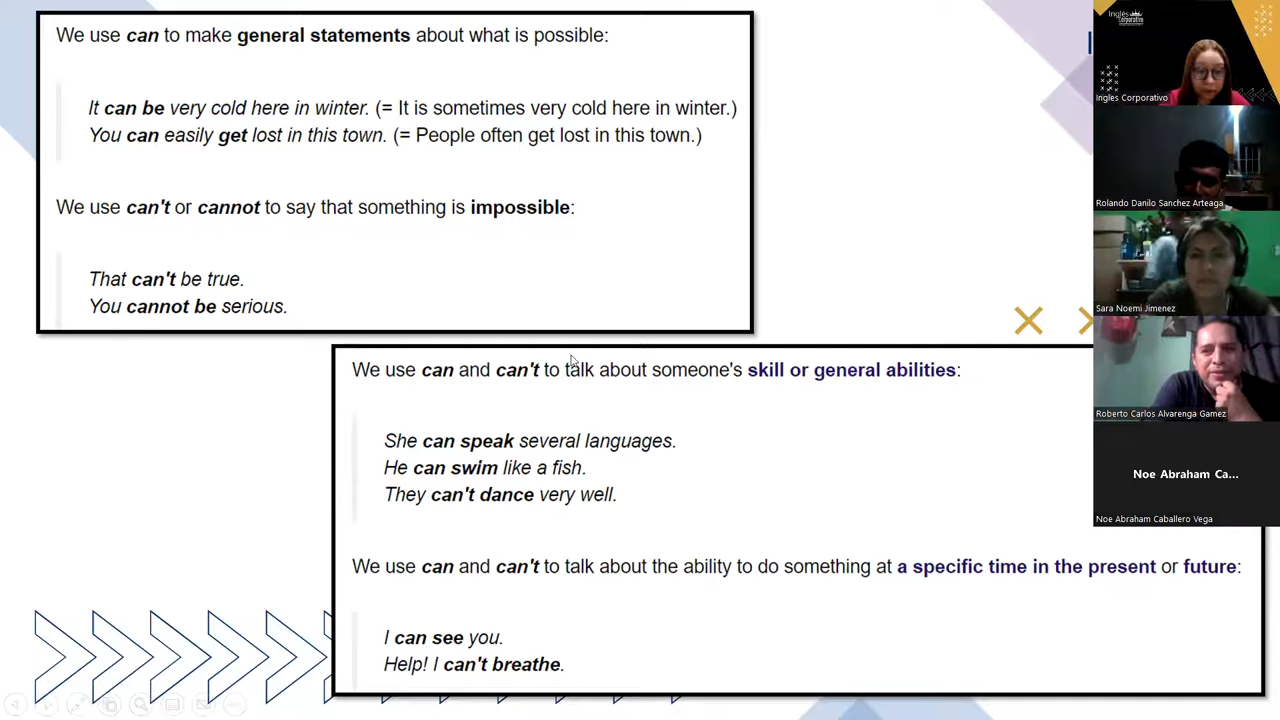 We use can to make general statements about what is possible:
It can be very cold here in winter. (= It is sometimes very cold here in winter.)
You can easily get lost in this town. (= People often get lost in this town.)
We use can't or cannot to say that something is impossible:
That can't be true.
You cannot be serious.
We use can and can't to talk about someone's skill or general abilities:
She can speak several languages.
He can swim like a fish.
They can't dance very well.
We use can and can't to talk about the ability to do something at a specific time in the present or future:
I can see you.
Help! I can't breathe.
Inglés
Corporativo
Ingles Corporativo
Rolando Danilo Sanchez Arteaga
Sara Noemi Jimenez
Roberto Carlos Alvarenga Gamez
Noe Abraham Ca...
Noe Abraham Caballero Vega